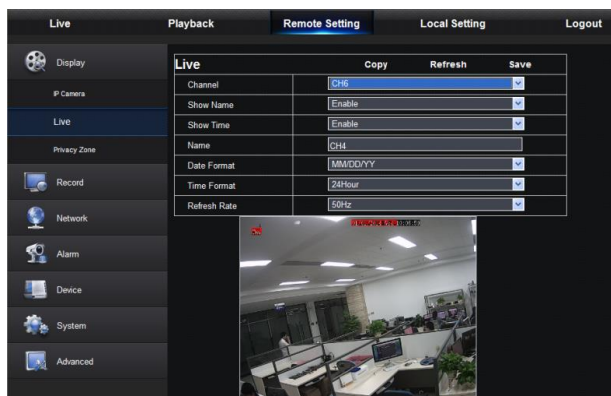 Live Playback Remote Setting Local Setting Logout
Display
IP Camera
Live
Privacy Zone
Record
Network
Alarm
Device
System
Advanced
Live Copy Refresh Save
Channel CH6
Show Name Enable
Show Time Enable
Name CH4
Date Format MM/DD/YY
Time Format 24Hour
Refresh Rate 50Hz